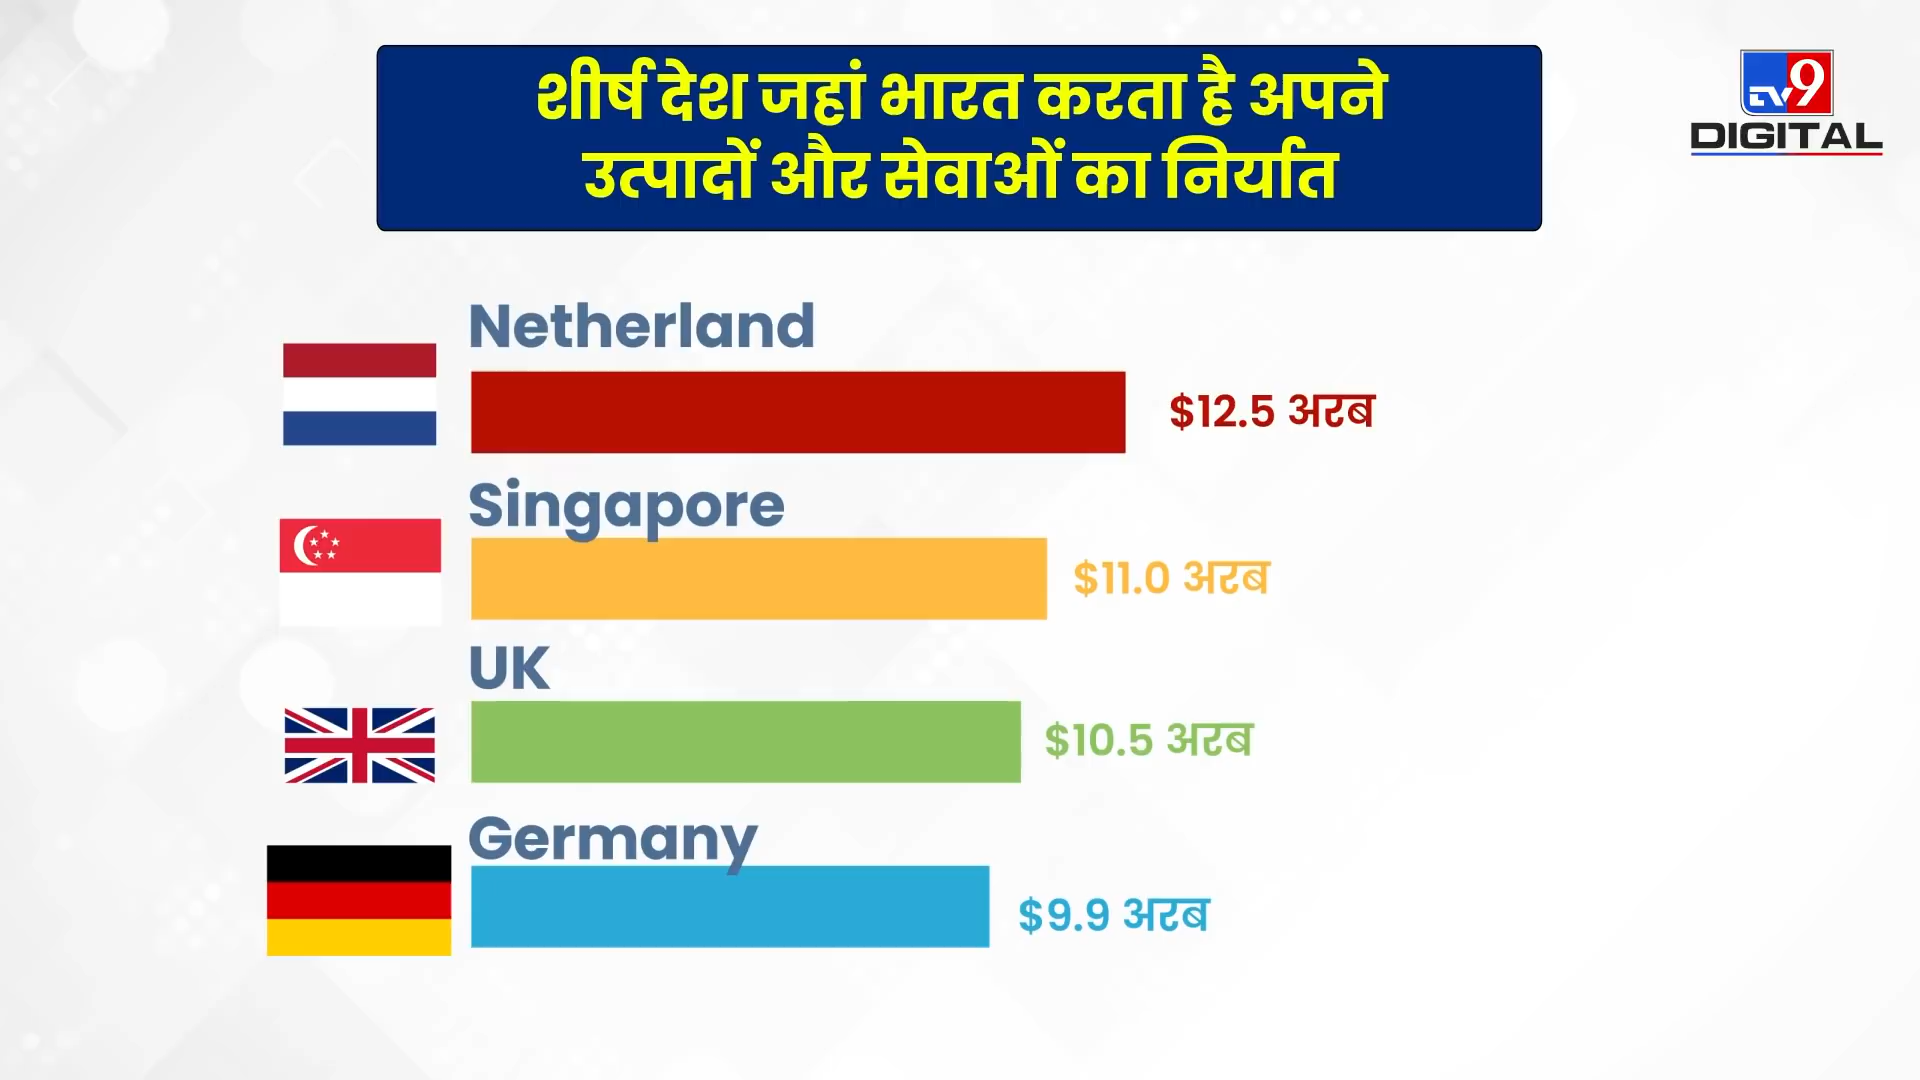 शीर्ष देश जहां भारत करता है अपने
उत्पादों और सेवाओं का निर्यात
TV9
DIGITAL
Netherland
$12.5 अरब
Singapore
$11.0 अरब
UK
$10.5 अरब
Germany
$9.9 अरब